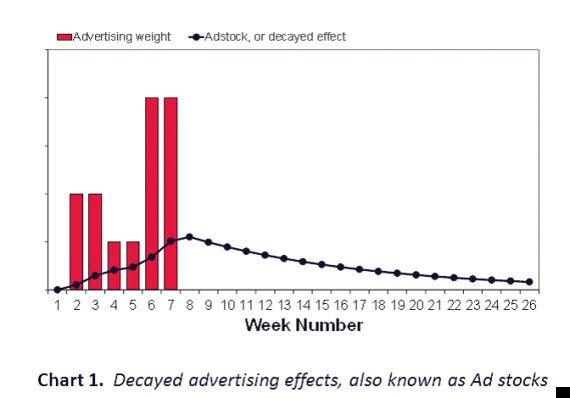 Advertising weight Adstock, or decayed effect
1 2 3 4 5 6 7 8 9 10 11 12 13 14 15 16 17 18 19 20 21 22 23 24 25 26
Week Number
Chart 1. Decayed advertising effects, also known as Ad stocks